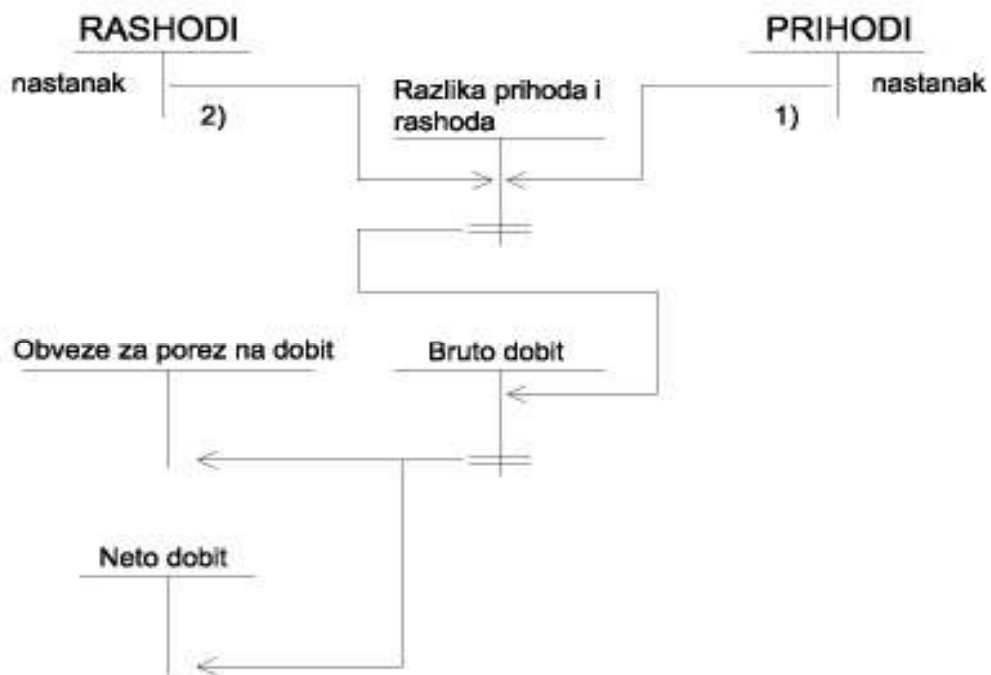 RASHODI
PRIHODI
nastanak
nastanak
2)
Razlika prihoda i
rashoda
1)
Obveze za porez na dobit
Bruto dobit
Neto dobit